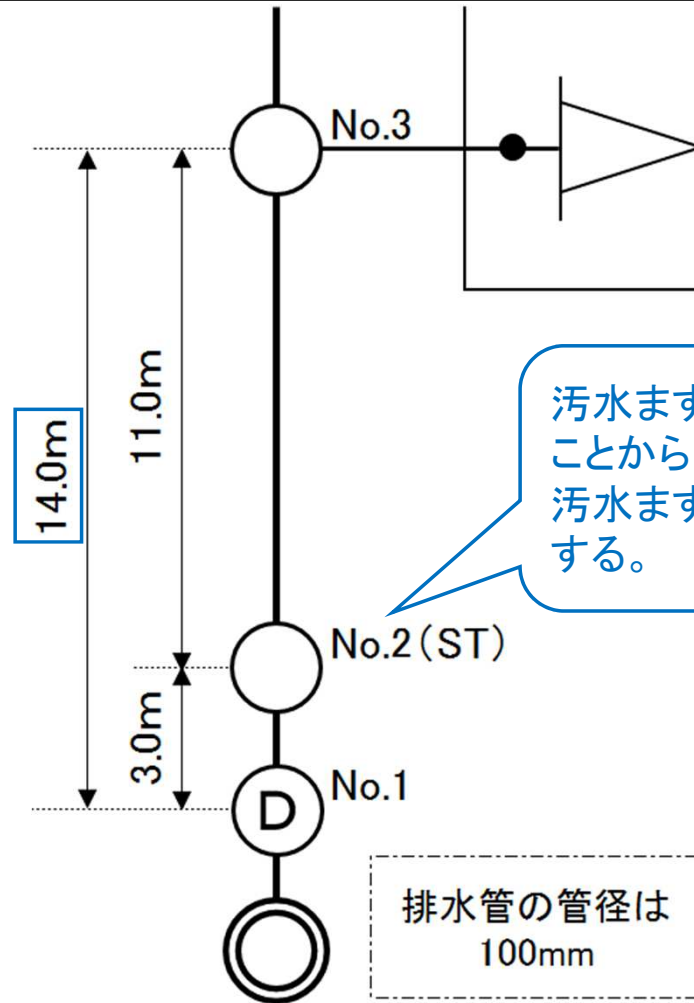 No.3
11.0m
14.0m
汚水ます
ことから
汚水ます
する。
No.2(ST)
3.0m
D
No.1
排水管の管径は
100mm